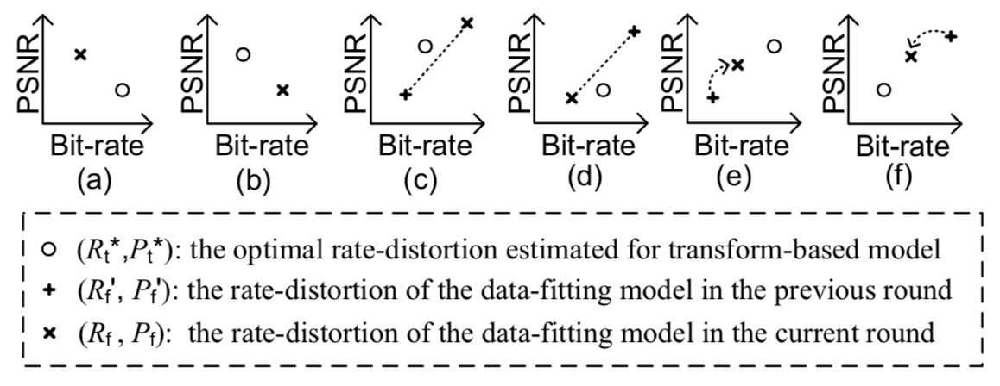 PSNR PSNR PSNR PSNR PSNR PSNR
Bit-rate Bit-rate Bit-rate Bit-rate Bit-rate Bit-rate
(a) (b) (c) (d) (e) (f)
(Rt*,Pt*): the optimal rate-distortion estimated for transform-based model
(Rf', Pf'): the rate-distortion of the data-fitting model in the previous round
(Rf , Pf): the rate-distortion of the data-fitting model in the current round